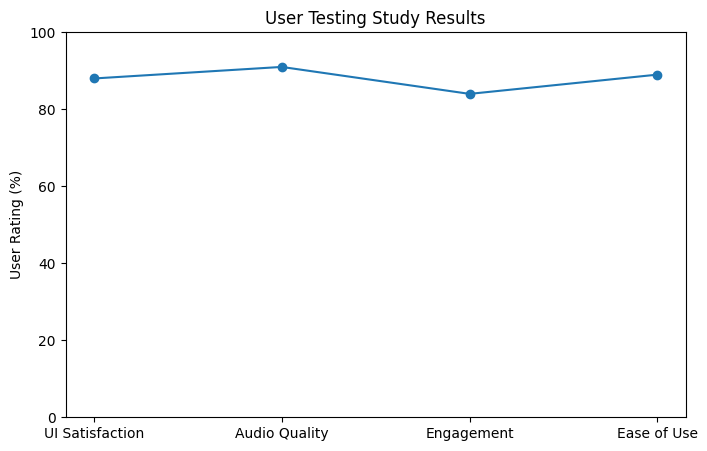 User Testing Study Results
User Rating (%)
100
80
60
40
20
0
UI Satisfaction Audio Quality Engagement Ease of Use